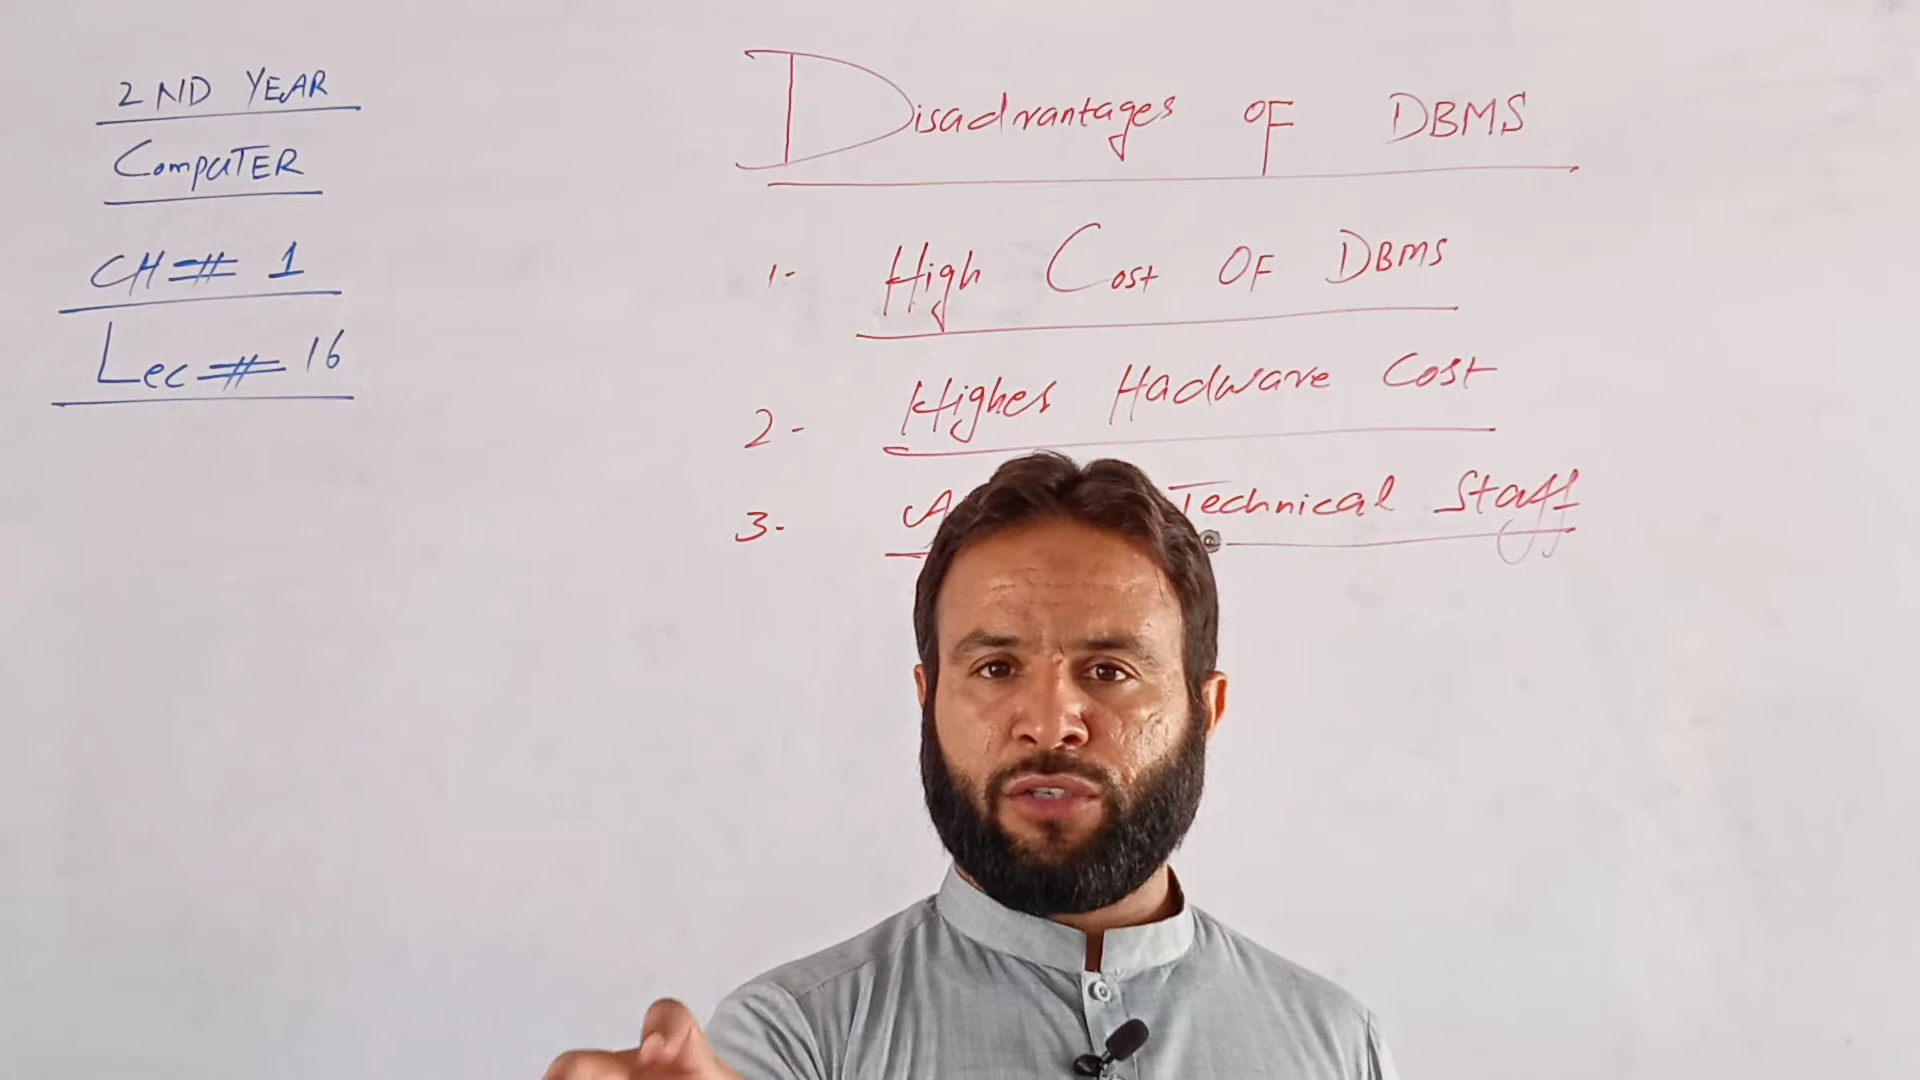 2ND YEAR
COMPUTER
CH # 1
Lec # 16
Disadvantages OF DBMS
1- High Cost OF DBMS
2- Higher Hadware Cost
3- Technical Staff